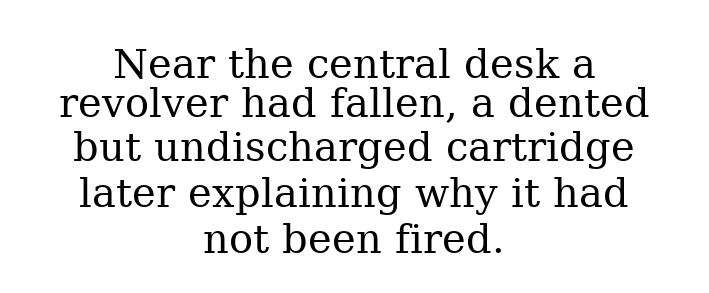 Near the central desk a
revolver had fallen, a dented
but undischarged cartridge
later explaining why it had
not been fired.